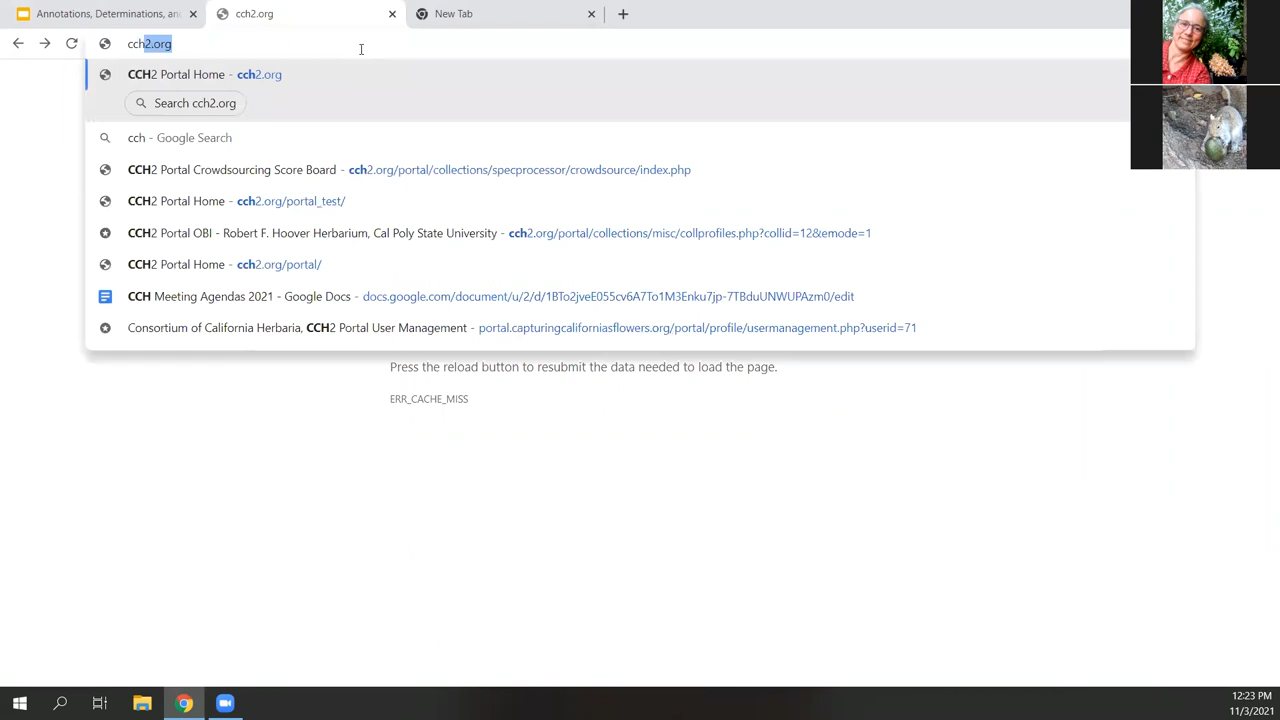 Annotations, Determinations, an
cch2.org
New Tab
cch2.org
CCH2 Portal Home - cch2.org
Search cch2.org
cch - Google Search
CCH2 Portal Crowdsourcing Score Board - cch2.org/portal/collections/specprocessor/crowdsource/index.php
CCH2 Portal Home - cch2.org/portal_test/
CCH2 Portal OBI - Robert F. Hoover Herbarium, Cal Poly State University - cch2.org/portal/collections/misc/collprofiles.php?collid=12&emode=1
CCH2 Portal Home - cch2.org/portal/
CCH Meeting Agendas 2021 - Google Docs - docs.google.com/document/u/2/d/1BTo2jveE055cv6A7To1M3Enku7jp-7TBduUNWUPAzm0/edit
Consortium of California Herbaria, CCH2 Portal User Management - portal.capturingcaliforniasflowers.org/portal/profile/usermanagement.php?userid=71
Press the reload button to resubmit the data needed to load the page.
ERR_CACHE_MISS
12:23 PM
11/3/2021